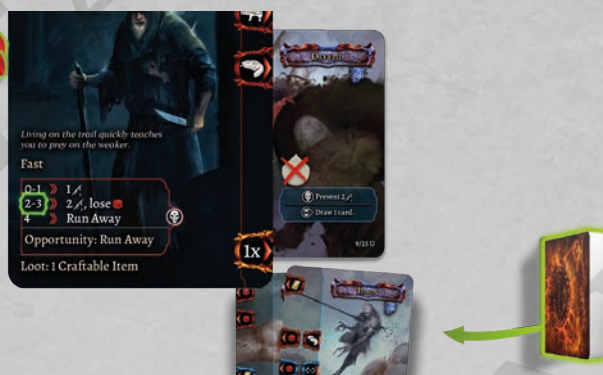 Defend
Living on the trail quickly teaches
you to prey on the weaker.
Fast
0-1 1
2-3 2, lose
4 Run Away
Opportunity: Run Away
Loot: 1 Craftable Item
1x
Prevent 2
Draw 1 card.
9/25 U